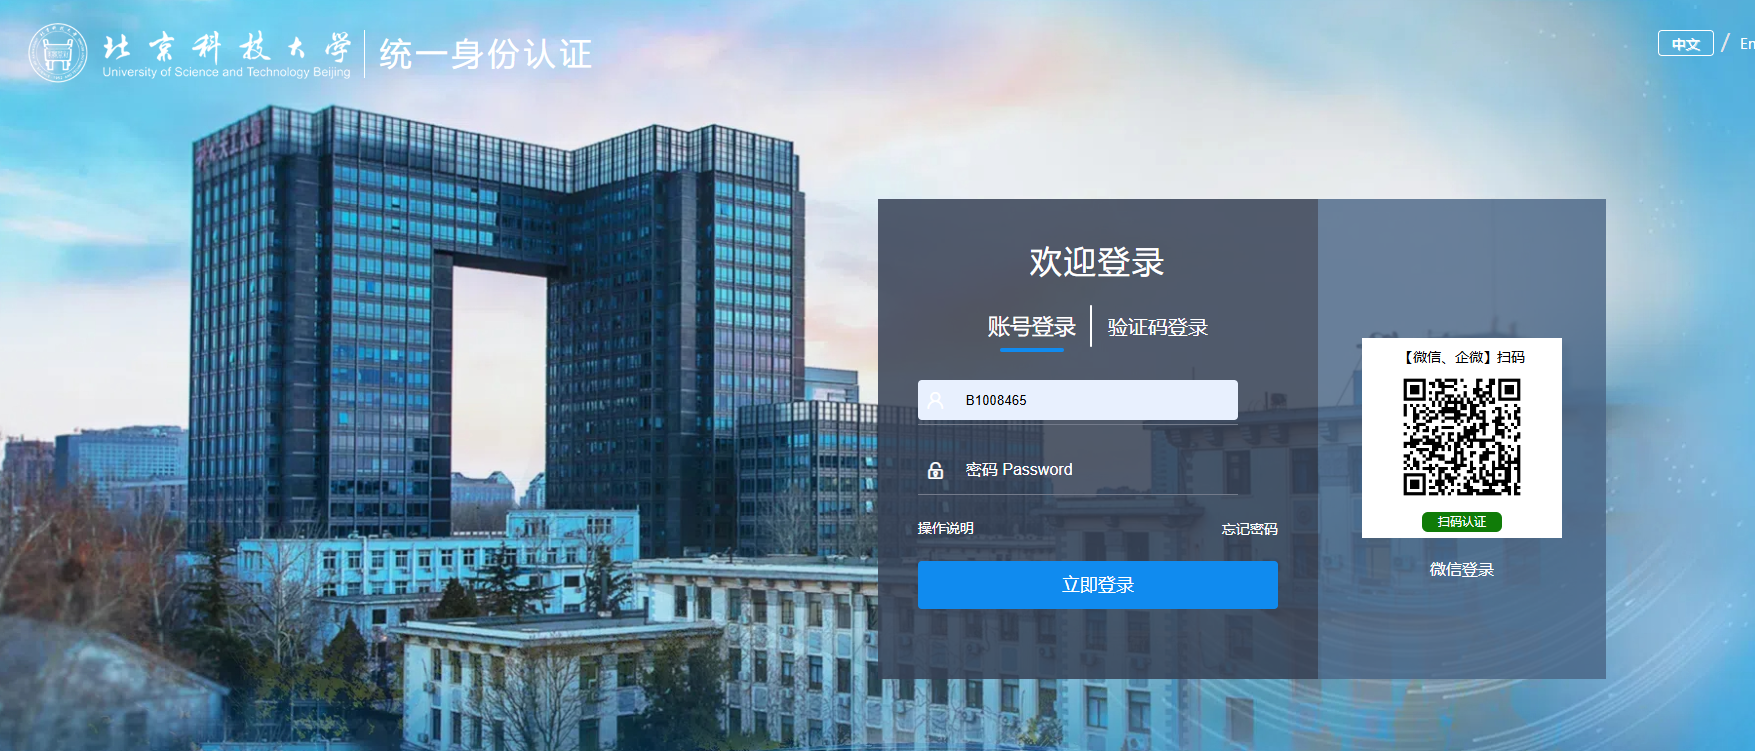 北京科技大学
University of Science and Technology Beijing
统一身份认证
中文 / En
欢迎登录
账号登录
验证码登录
B1008465
密码 Password
操作说明
忘记密码
立即登录
【微信、企微】扫码
扫码认证
微信登录